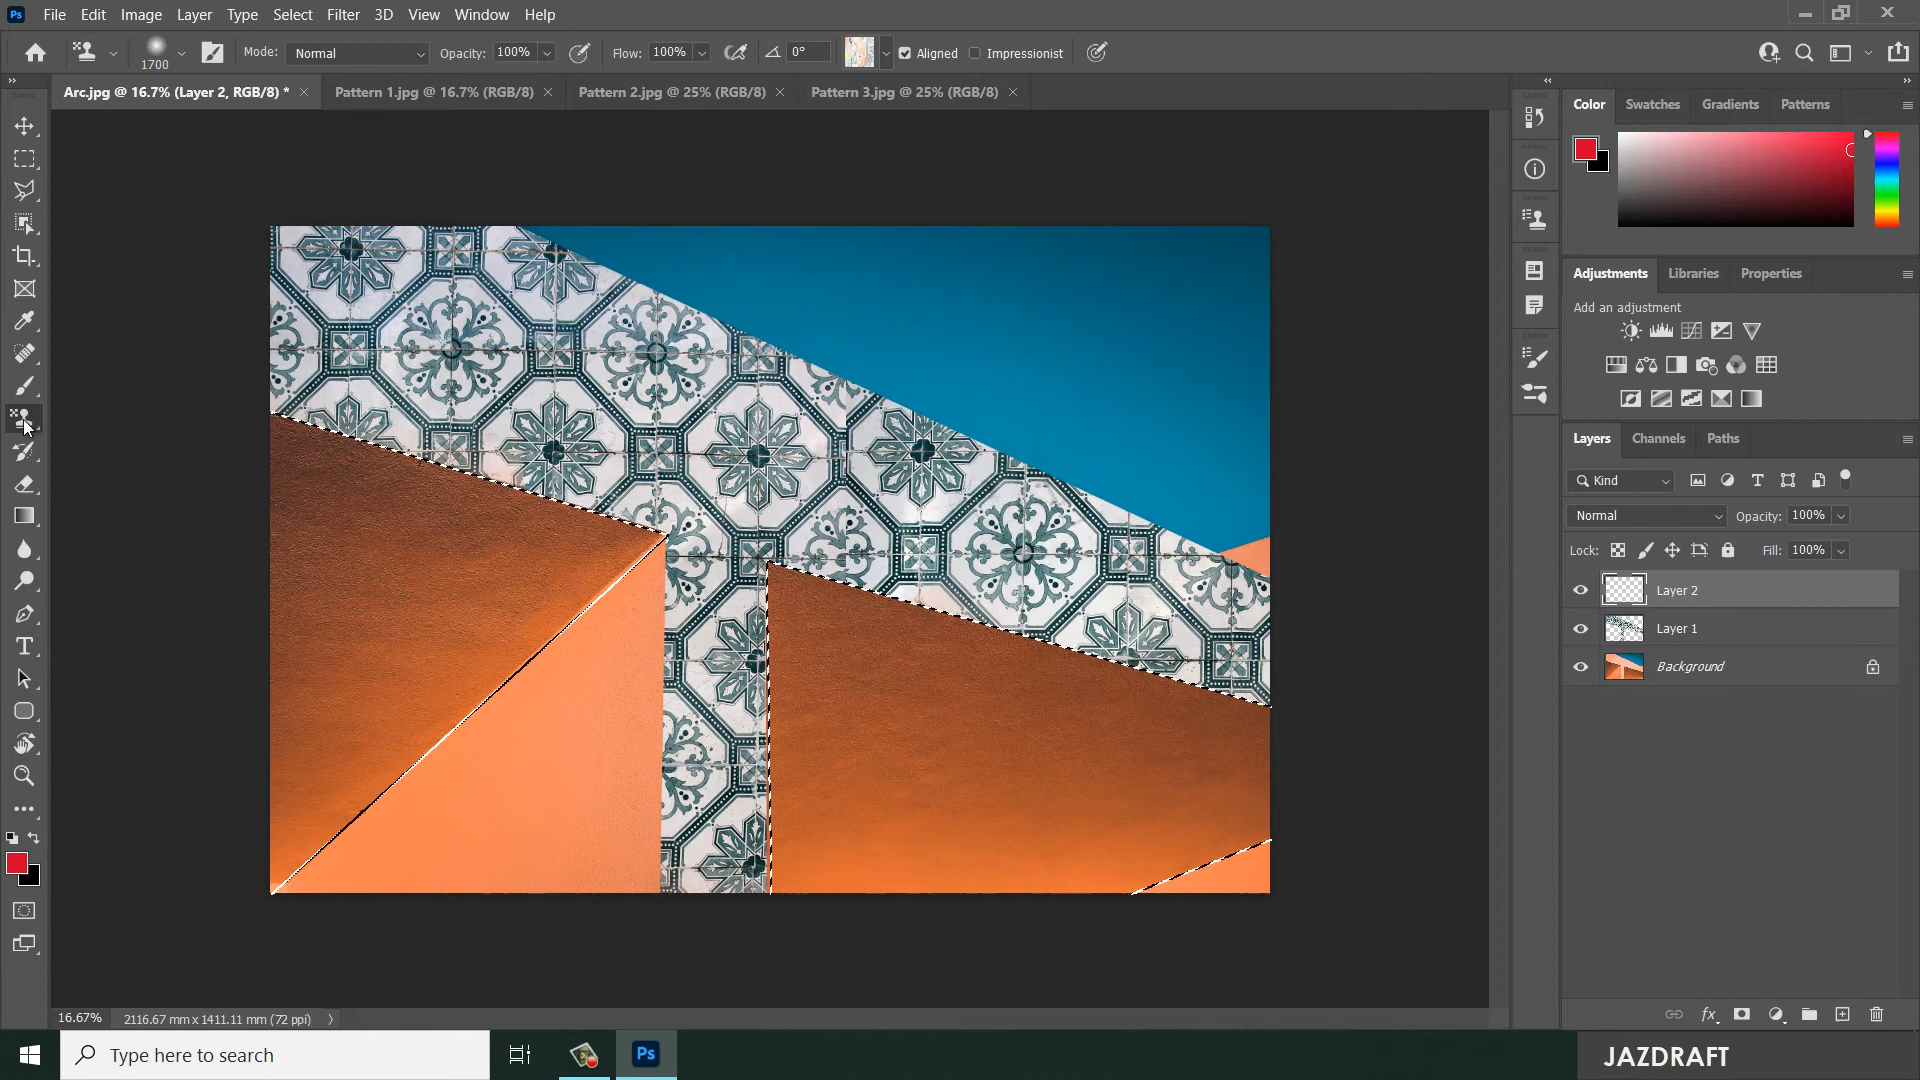 Ps File Edit Image Layer Type Select Filter 3D View Window Help
1700 Mode: Normal Opacity: 100% Flow: 100% 0° Aligned Impressionist
Arc.jpg @ 16.7% (Layer 2, RGB/8) * Pattern 1.jpg @ 16.7% (RGB/8) Pattern 2.jpg @ 25% (RGB/8) Pattern 3.jpg @ 25% (RGB/8)
Color Swatches Gradients Patterns
Adjustments Libraries Properties
Add an adjustment
Layers Channels Paths
Kind
Normal Opacity: 100%
Lock: Fill: 100%
Layer 2
Layer 1
Background
16.67% 2116.67 mm x 1411.11 mm (72 ppi)
Type here to search Ps JAZDRAFT